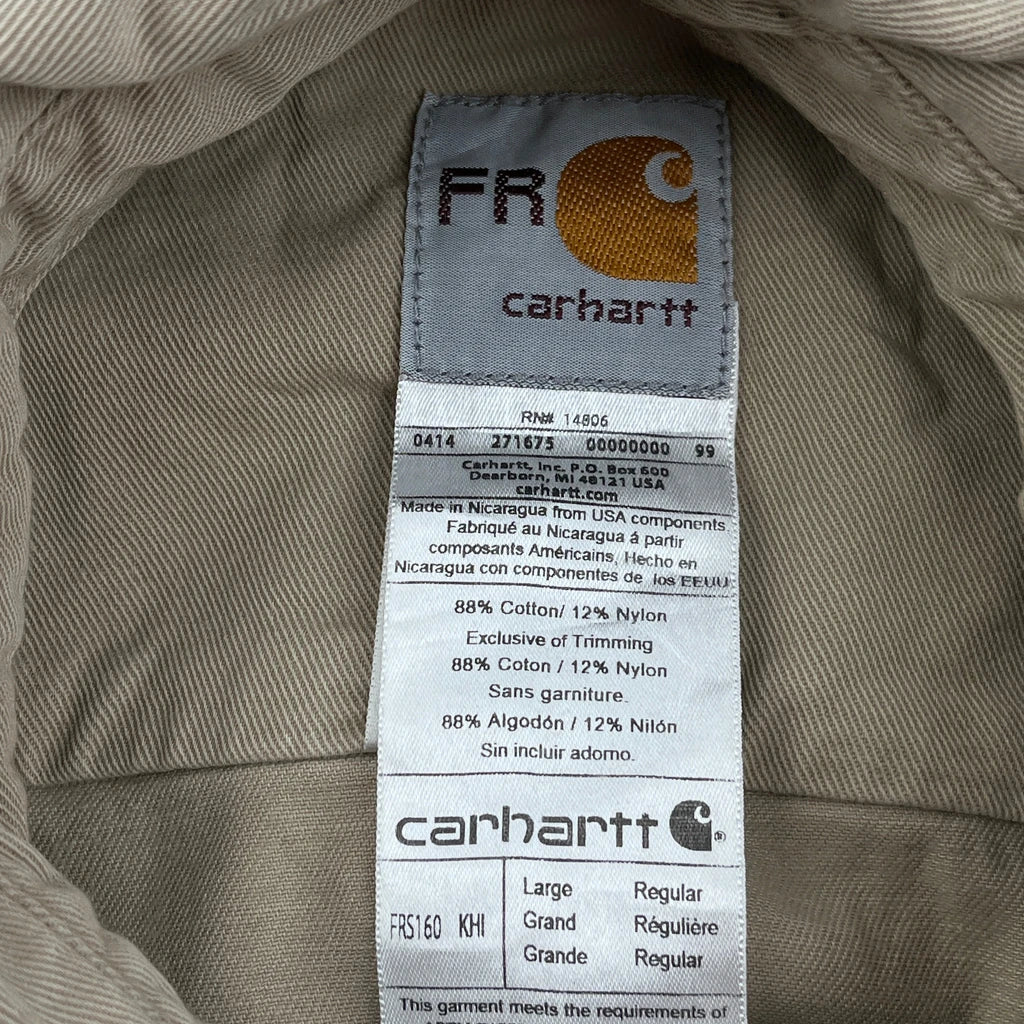 FR
carhartt
RN# 14806
0414 271675 00000000 99
Carhartt, Inc. P.O. Box 600
Dearborn, MI 48121 USA
carhartt.com
Made in Nicaragua from USA components
Fabriqué au Nicaragua á partir
composants Américains, Hecho en
Nicaragua con componentes de los EEUU
88% Cotton/ 12% Nylon
Exclusive of Trimming
88% Coton / 12% Nylon
Sans garniture.
88% Algodón / 12% Nilón
Sin incluir adorno.
carhartt ®
FRS160 KHI
Large Regular
Grand Régulière
Grande Regular
This garment meets the requirements of